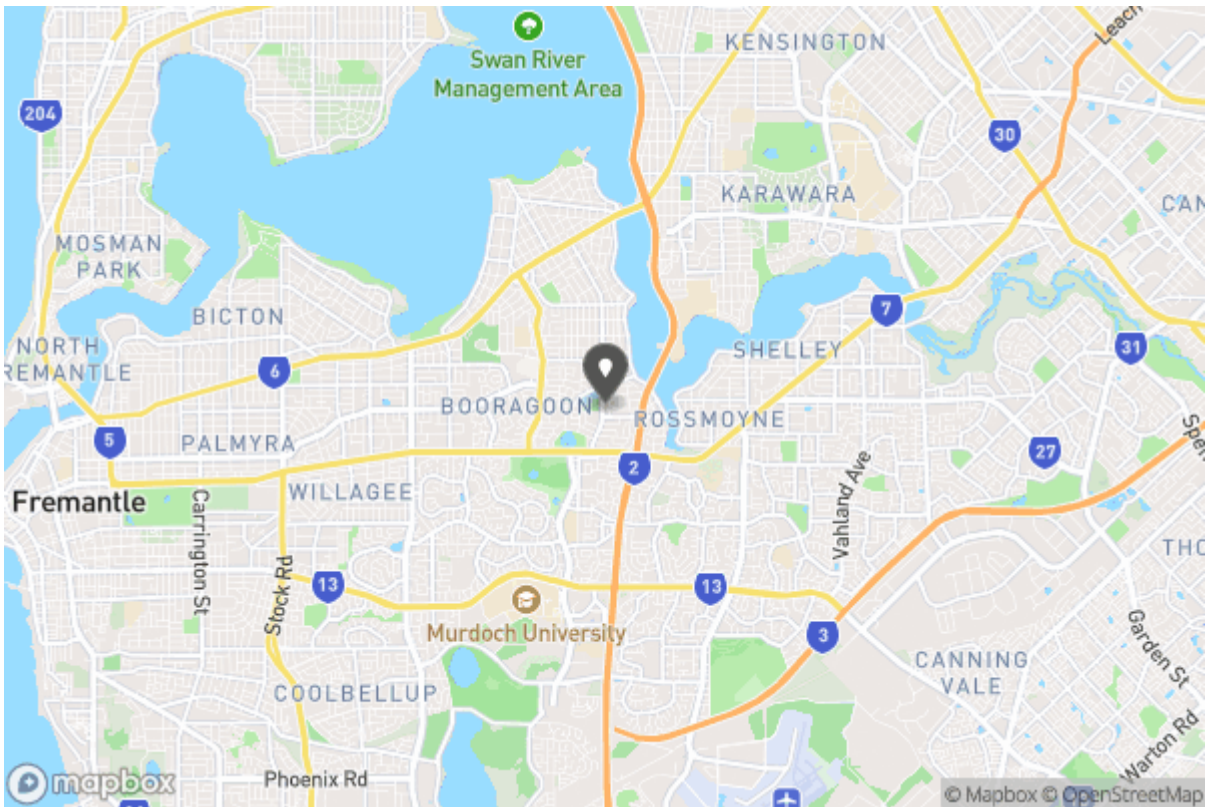 KENSINGTON
Leach
Swan River
Management Area
204
30
KARAWARA
CAN
MOSMAN
PARK
BICTON
7
SHELLEY
31
NORTH
REMANTLE
6
BOORAGOON
ROSSMOYNE
5
PALMYRA
2
27
Spen
Fremantle
WILLAGEE
Carrington St
Vahland Ave
THO
Stock Rd
13
13
Murdoch University
3
Garden St
CANNING
VALE
COOLBELLUP
Warton Rd
Phoenix Rd
mapbox
© Mapbox © OpenStreetMap